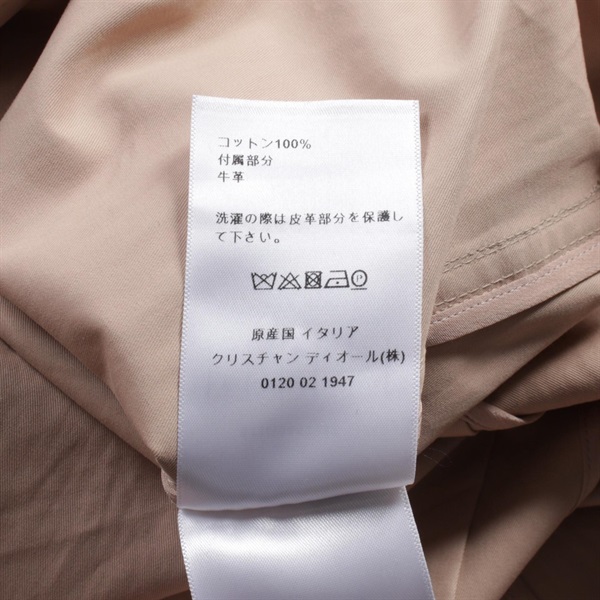 コットン100%
付属部分
牛革
洗濯の際は皮革部分を保護し
て下さい。
原産国 イタリア
クリスチャン ディオール(株)
0120 02 1947